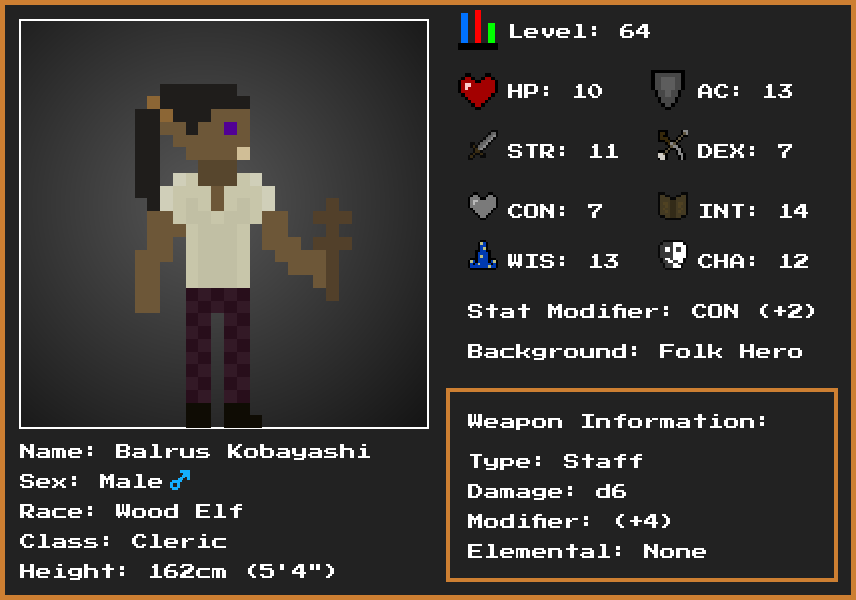 Level: 64
HP: 10 AC: 13
STR: 11 DEX: 7
CON: 7 INT: 14
WIS: 13 CHA: 12
Stat Modifier: CON (+2)
Background: Folk Hero
Weapon Information:
Type: Staff
Damage: d6
Modifier: (+4)
Elemental: None
Name: Balrus Kobayashi
Sex: Male♂
Race: Wood Elf
Class: Cleric
Height: 162cm (5'4")